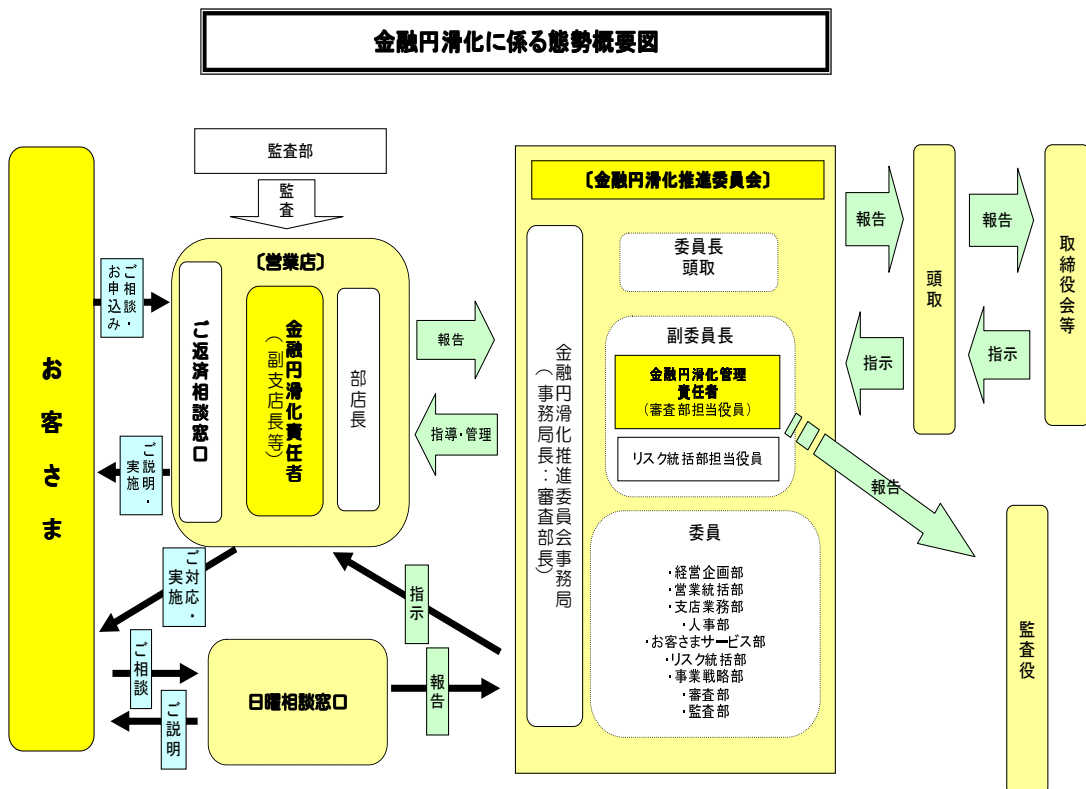 金融円滑化に係る態勢概要図
お客さま
監査部
監査
〔営業店〕
ご返済相談窓口
金融円滑化責任者
（副支店長等）
部店長
ご相談・
お申込み
ご説明・
実施
ご対応・
実施
ご相談
ご説明
日曜相談窓口
報告
指導・管理
指示
報告
〔金融円滑化推進委員会〕
金融円滑化推進委員会事務局
（事務局長：審査部長）
委員長
頭取
副委員長
金融円滑化管理
責任者
（審査部担当役員）
リスク統括部担当役員
委員
・経営企画部
・営業統括部
・支店業務部
・人事部
・お客さまサービス部
・リスク統括部
・事業戦略部
・審査部
・監査部
報告
指示
頭取
報告
指示
取締役会等
報告
監査役